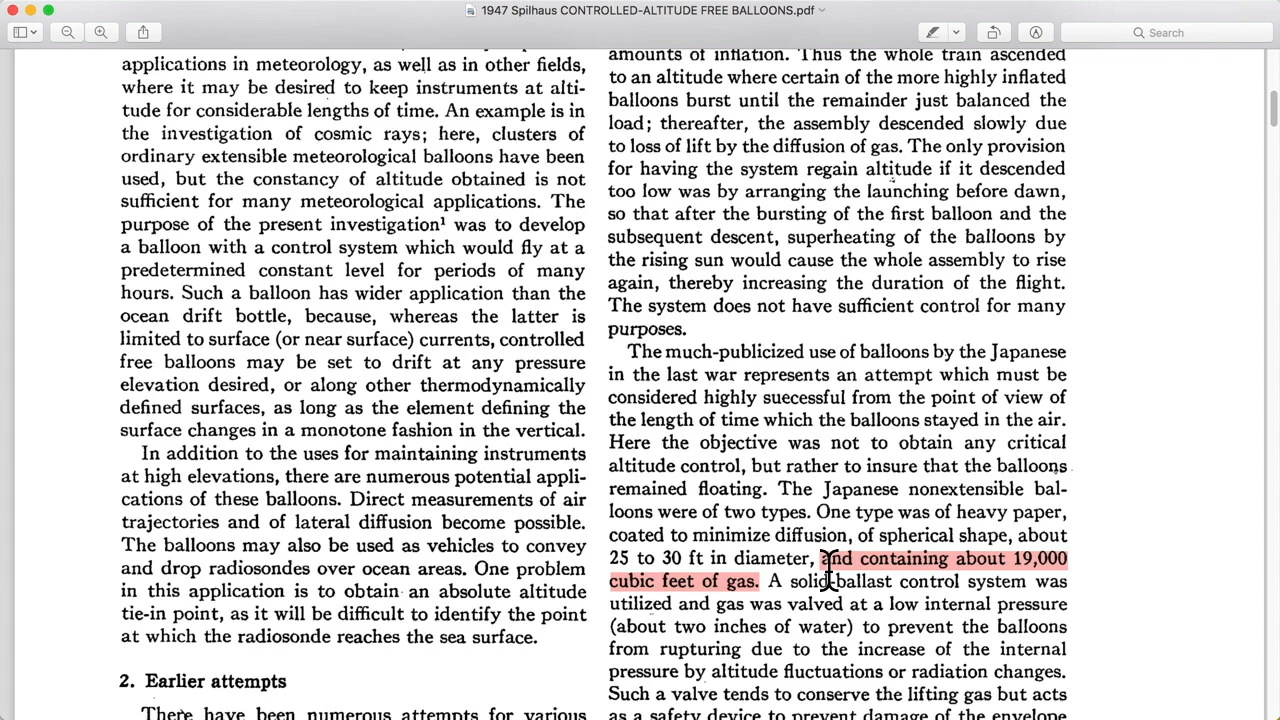 1947 Spilhaus CONTROLLED-ALTITUDE FREE BALLOONS.pdf
Search
applications in meteorology, as well as in other fields,
where it may be desired to keep instruments at alti-
tude for considerable lengths of time. An example is in
the investigation of cosmic rays; here, clusters of
ordinary extensible meteorological balloons have been
used, but the constancy of altitude obtained is not
sufficient for many meteorological applications. The
purpose of the present investigation¹ was to develop
a balloon with a control system which would fly at a
predetermined constant level for periods of many
hours. Such a balloon has wider application than the
ocean drift bottle, because, whereas the latter is
limited to surface (or near surface) currents, controlled
free balloons may be set to drift at any pressure
elevation desired, or along other thermodynamically
defined surfaces, as long as the element defining the
surface changes in a monotone fashion in the vertical.
In addition to the uses for maintaining instruments
at high elevations, there are numerous potential appli-
cations of these balloons. Direct measurements of air
trajectories and of lateral diffusion become possible.
The balloons may also be used as vehicles to convey
and drop radiosondes over ocean areas. One problem
in this application is to obtain an absolute altitude
tie-in point, as it will be difficult to identify the point
at which the radiosonde reaches the sea surface.
2. Earlier attempts
There have been numerous attempts for various
amounts of inflation. Thus the whole train ascended
to an altitude where certain of the more highly inflated
balloons burst until the remainder just balanced the
load; thereafter, the assembly descended slowly due
to loss of lift by the diffusion of gas. The only provision
for having the system regain altitude if it descended
too low was by arranging the launching before dawn,
so that after the bursting of the first balloon and the
subsequent descent, superheating of the balloons by
the rising sun would cause the whole assembly to rise
again, thereby increasing the duration of the flight.
The system does not have sufficient control for many
purposes.
The much-publicized use of balloons by the Japanese
in the last war represents an attempt which must be
considered highly successful from the point of view of
the length of time which the balloons stayed in the air.
Here the objective was not to obtain any critical
altitude control, but rather to insure that the balloons
remained floating. The Japanese nonextensible bal-
loons were of two types. One type was of heavy paper,
coated to minimize diffusion, of spherical shape, about
25 to 30 ft in diameter, and containing about 19,000
cubic feet of gas. A solid ballast control system was
utilized and gas was valved at a low internal pressure
(about two inches of water) to prevent the balloons
from rupturing due to the increase of the internal
pressure by altitude fluctuations or radiation changes.
Such a valve tends to conserve the lifting gas but acts
as a safety device to prevent damage of the envelope